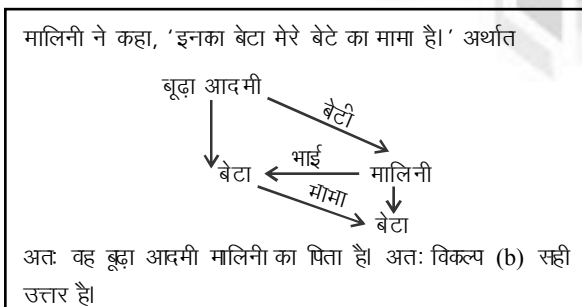 मालिनी ने कहा, ‘इनका बेटा मेरे बेटे का मामा है।’ अर्थात
बूढ़ा आदमी
बेटी
भाई
बेटा
मालिनी
मामा
बेटा
अतः वह बूढ़ा आदमी मालिनी का पिता है। अतः विकल्प (b) सही
उत्तर है।